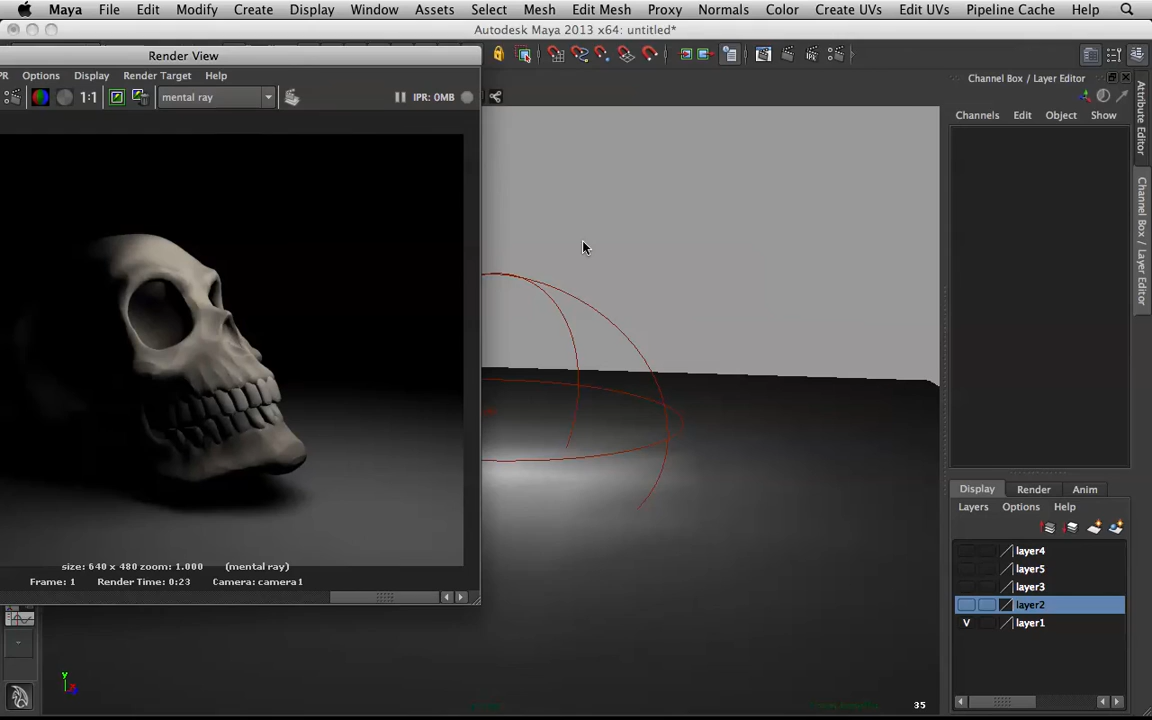 Maya File Edit Modify Create Display Window Assets Select Mesh Edit Mesh Proxy Normals Color Create UVs Edit UVs Pipeline Cache Help
Autodesk Maya 2013 x64: untitled*
Render View
PR Options Display Render Target Help
1:1 mental ray IPR: 0MB
Channel Box / Layer Editor
Channels Edit Object Show
Attribute Editor
Channel Box / Layer Editor
size: 640 x 480 zoom: 1.000 (mental ray)
Frame: 1 Render Time: 0:23 Camera: camera1
Display Render Anim
Layers Options Help
layer4
layer5
layer3
layer2
V layer1
y
35